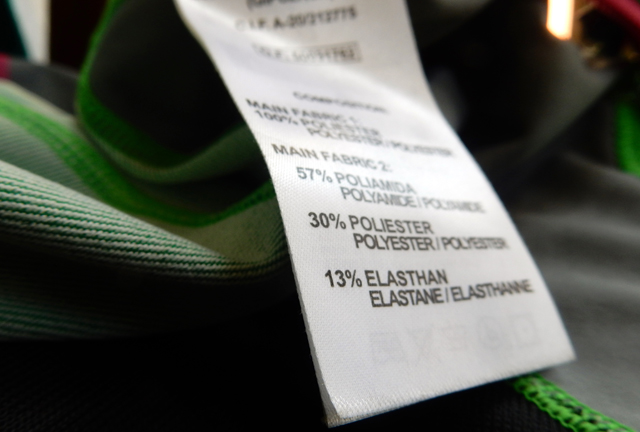 C.I.F. A-20/212775
COMPOSITION
MAIN FABRIC 1:
100% POLIESTER
POLYESTER/POLYESTER
MAIN FABRIC 2:
57% POLIAMIDA
POLYAMIDE/POLYAMIDE
30% POLIESTER
POLYESTER/POLYESTER
13% ELASTHAN
ELASTANE/ELASTHANNE